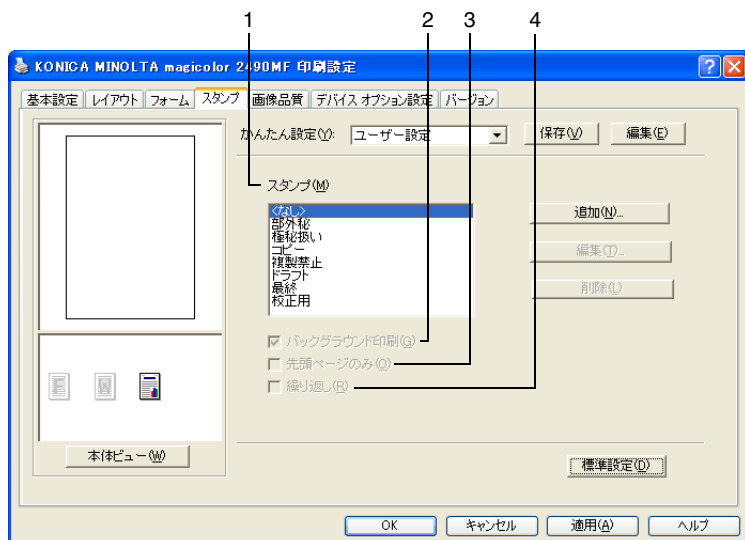 1 2 3 4
KONICA MINOLTA magicolor 2490MF 印刷設定
基本設定 レイアウト フォーム スタンプ 画像品質 デバイス オプション設定 バージョン
かんたん設定(Y): ユーザー設定 保存(V) 編集(E)
スタンプ(M)
<なし>
部外秘
極秘扱い
コピー
複製禁止
ドラフト
最終
校正用
追加(N)...
編集(T)...
削除(L)
バックグラウンド印刷(G)
先頭ページのみ(O)
繰り返し(R)
本体ビュー(W)
標準設定(D)
OK キャンセル 適用(A) ヘルプ